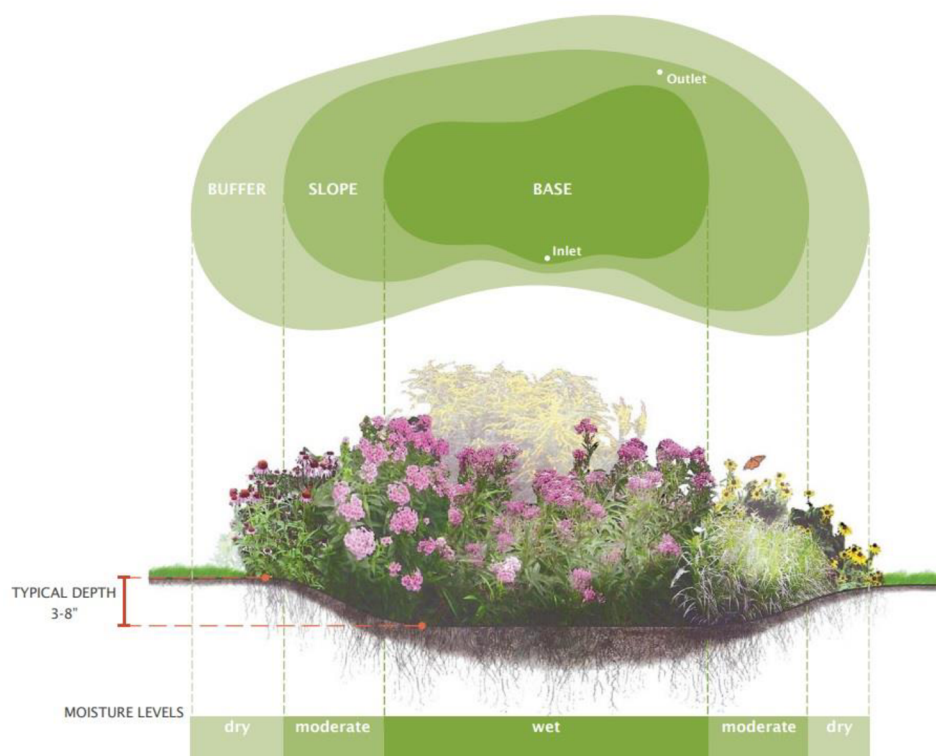 Outlet
BUFFER
SLOPE
BASE
Inlet
TYPICAL DEPTH
3-8"
MOISTURE LEVELS
dry
moderate
wet
moderate
dry